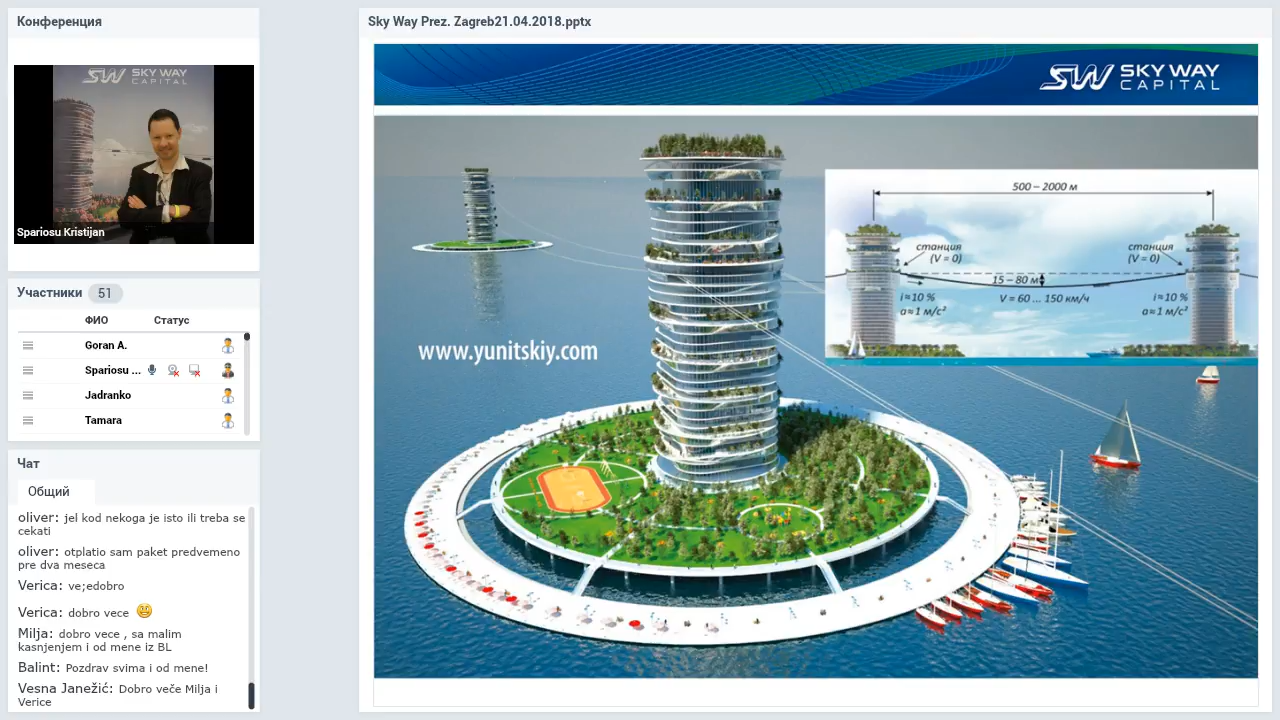 Конференция
SKY WAY
CAPITAL
Spariosu Kristijan
Участники 51
ФИО Статус
Goran A.
Spariosu ...
Jadranko
Tamara
Чат
Общий
oliver: jel kod nekoga je isto ili treba se
cekati
oliver: otplatio sam paket predvemeno
pre dva meseca
Verica: ve;edobro
Verica: dobro vece
Milja: dobro vece , sa malim
kasnjenjem i od mene iz BL
Balint: Pozdrav svima i od mene!
Vesna Janežić: Dobro veče Milja i
Verice
Sky Way Prez. Zagreb21.04.2018.pptx
SW SKY WAY
CAPITAL
www.yunitskiy.com
500 – 2000 м
станция
(V = 0)
станция
(V = 0)
15 – 80 м
i≈10 %
a≈1 м/с²
V = 60 ... 150 км/ч
i≈10 %
a≈1 м/с²